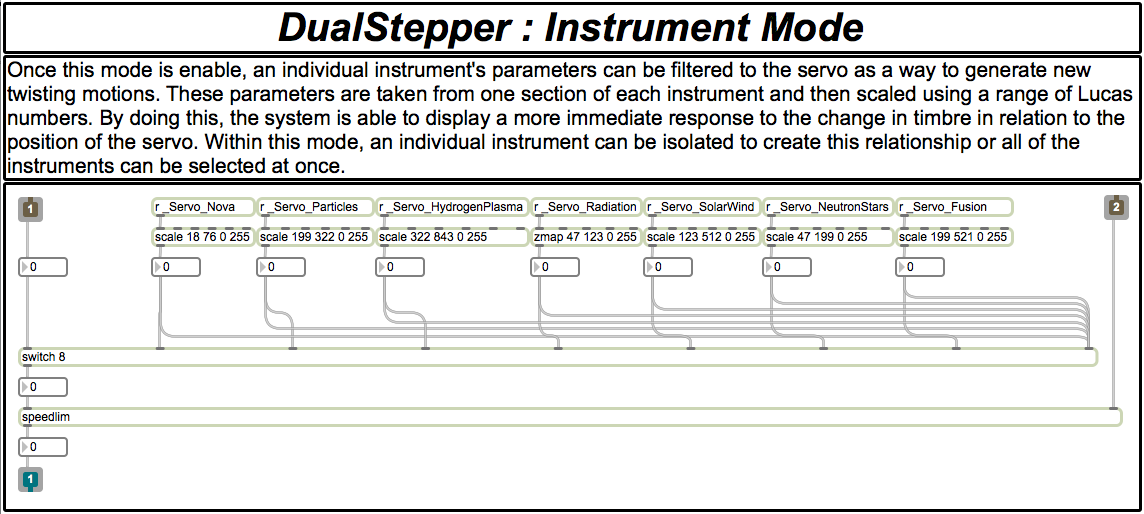 DualStepper : Instrument Mode
Once this mode is enable, an individual instrument's parameters can be filtered to the servo as a way to generate new
twisting motions. These parameters are taken from one section of each instrument and then scaled using a range of Lucas
numbers. By doing this, the system is able to display a more immediate response to the change in timbre in relation to the
position of the servo. Within this mode, an individual instrument can be isolated to create this relationship or all of the
instruments can be selected at once.
1 r _Servo_Nova r _Servo_Particles r _Servo_HydrogenPlasma r _Servo_Radiation r _Servo_SolarWind r _Servo_NeutronStars r _Servo_Fusion 2
scale 18 76 0 255 scale 199 322 0 255 scale 322 843 0 255 zmap 47 123 0 255 scale 123 512 0 255 scale 47 199 0 255 scale 199 521 0 255
0 0 0 0 0 0 0 0
switch 8
0
speedlim
0
1